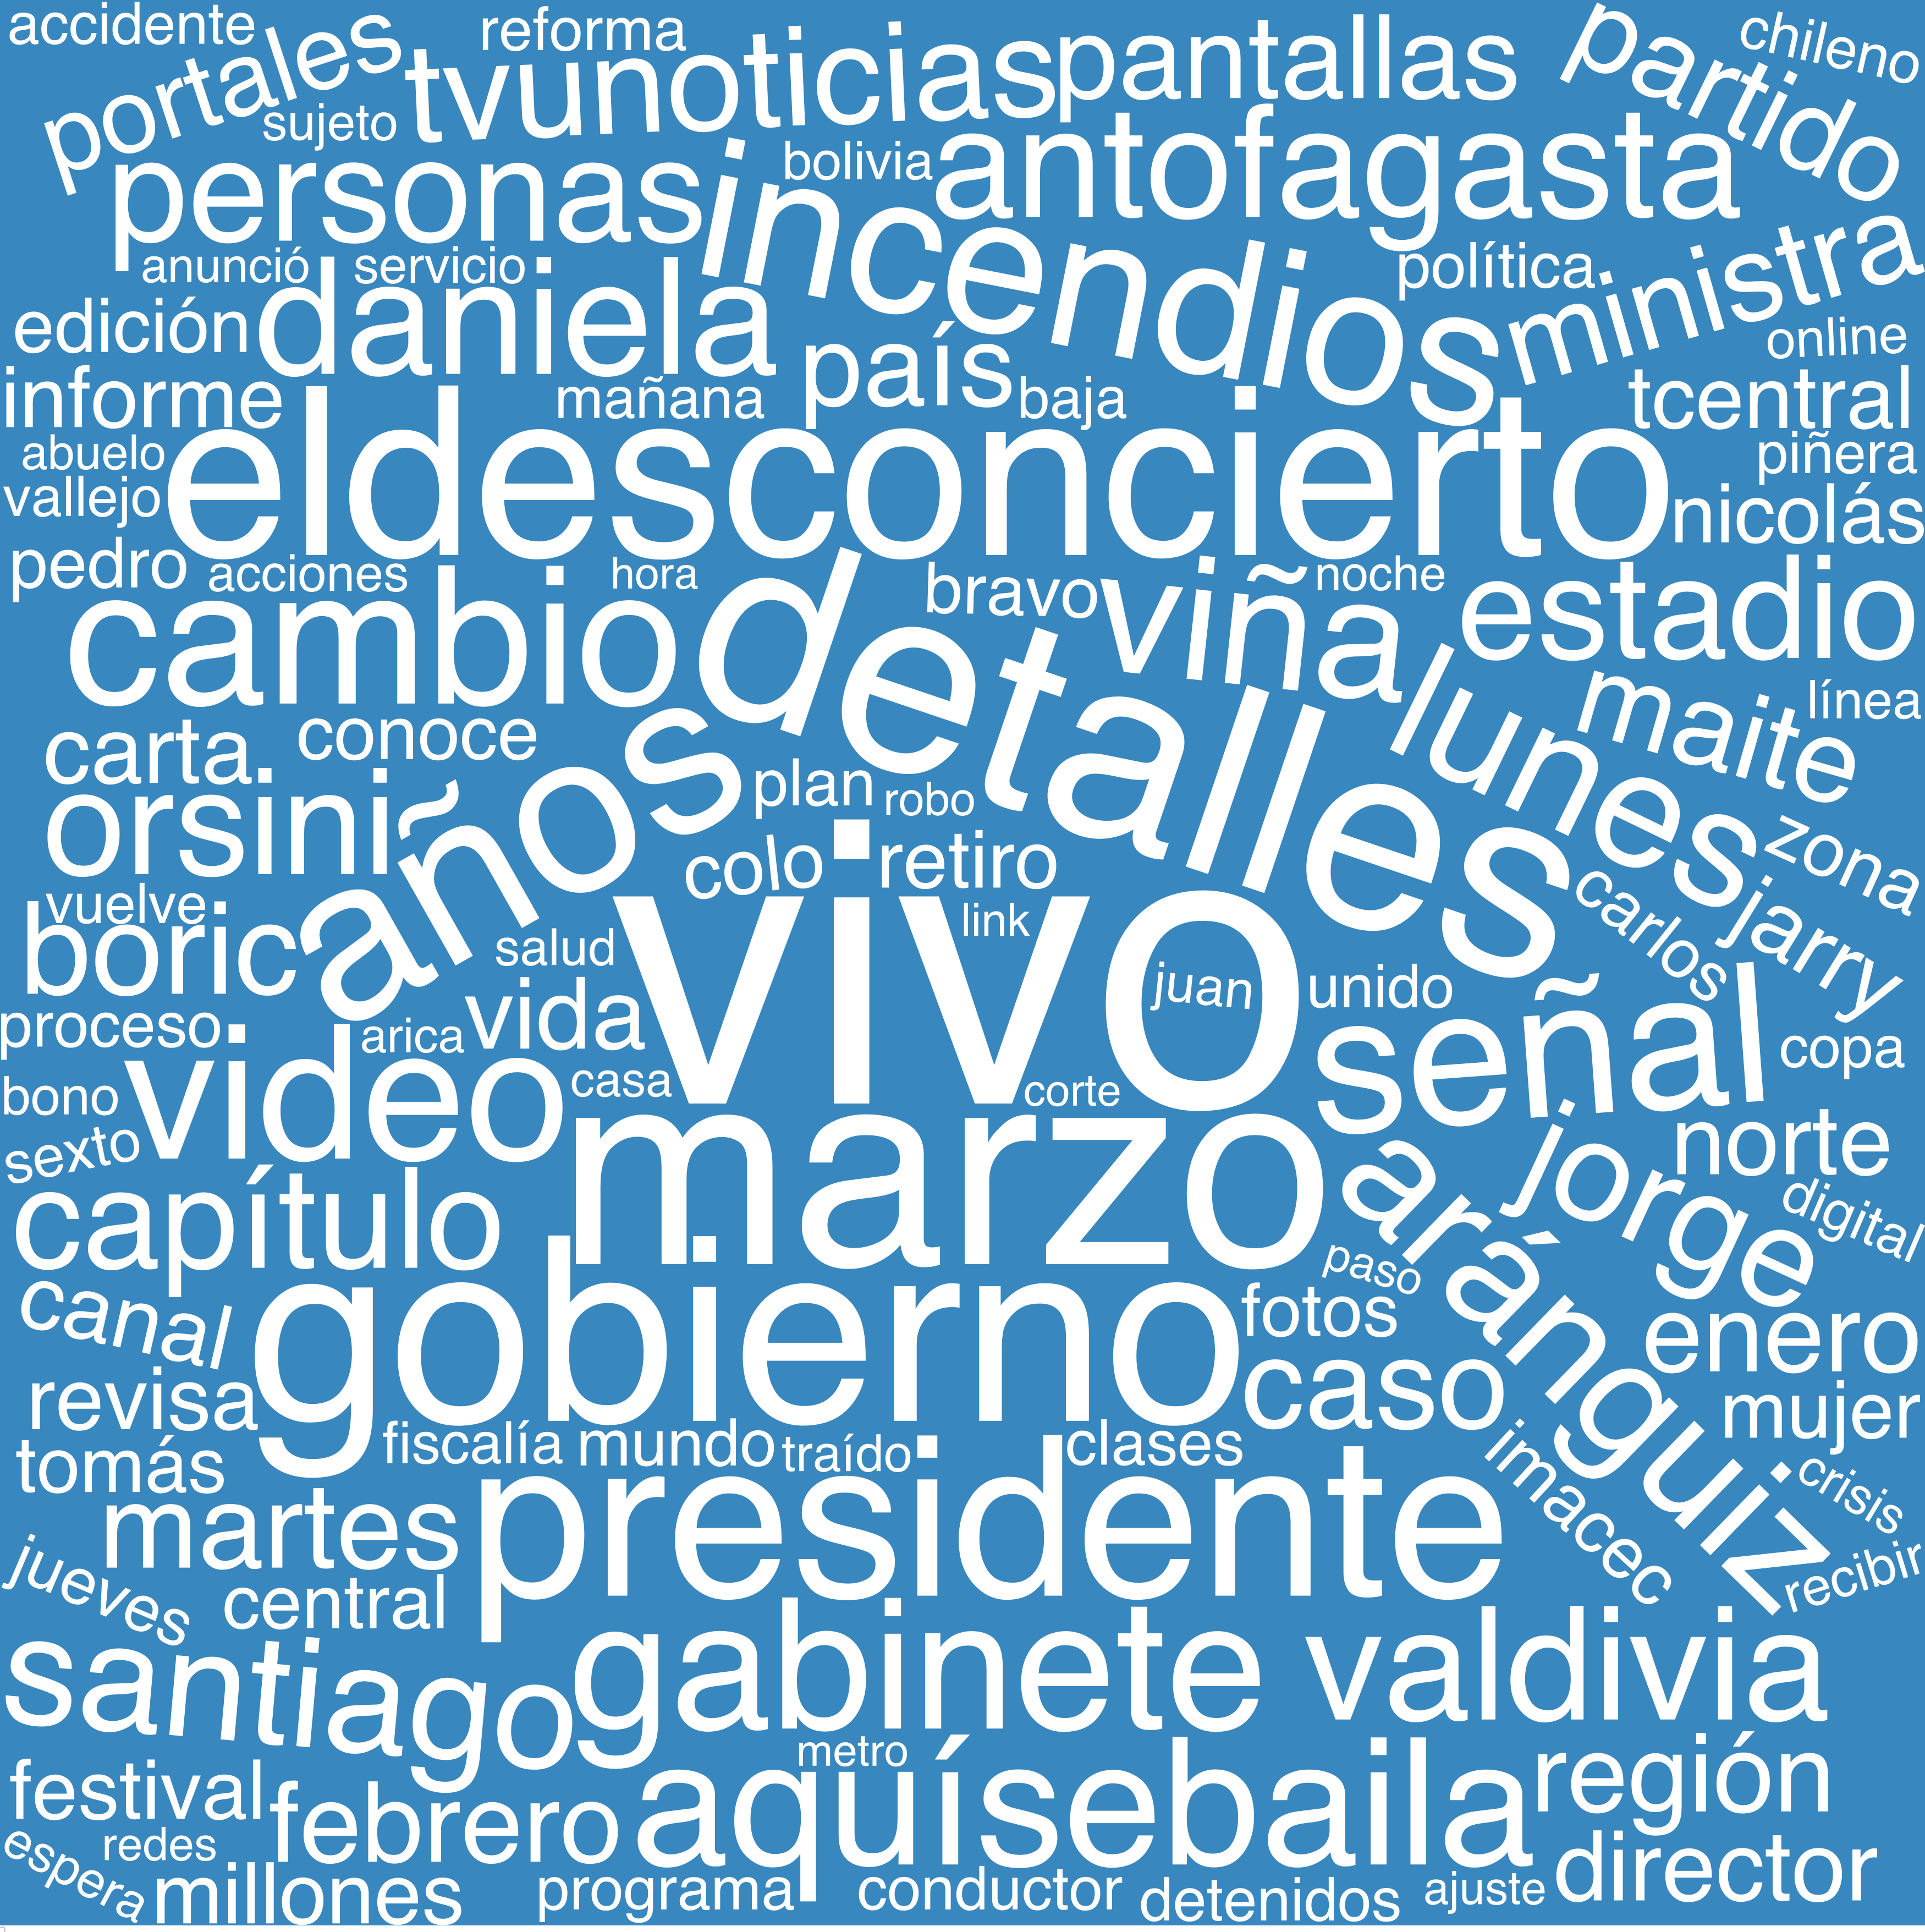 accidente
reforma
chileno
portales
tvunoticias
pantallas
partido
sujeto
personas
bolivia
antofagasta
incendios
anunció
servicio
política
ministra
edición
daniela
país
online
informe
mañana
baja
tcentral
abuelo
eldesconcierto
piñera
vallejo
nicolás
pedro
acciones
hora
bravo
viña
noche
estadio
cambio
detalles
lunes
maite
línea
carta
conoce
años
plan
robo
orsini
colo
retiro
zona
vuelve
boric
salud
vivo
link
carlos
jarry
juan
unido
señal
proceso
arica
vida
copa
bono
video
casa
corte
sexto
marzo
aránguiz
jorge
norte
capítulo
digital
canal
gobierno
paso
fotos
enero
revisa
caso
mujer
tomás
fiscalía
mundo
traído
clases
imacec
crisis
martes
presidente
jueves
central
recibir
santiago
gabinete
valdivia
metro
festival
febrero
aquísebaila
región
espera
redes
millones
programa
conductor
detenidos
ajuste
director